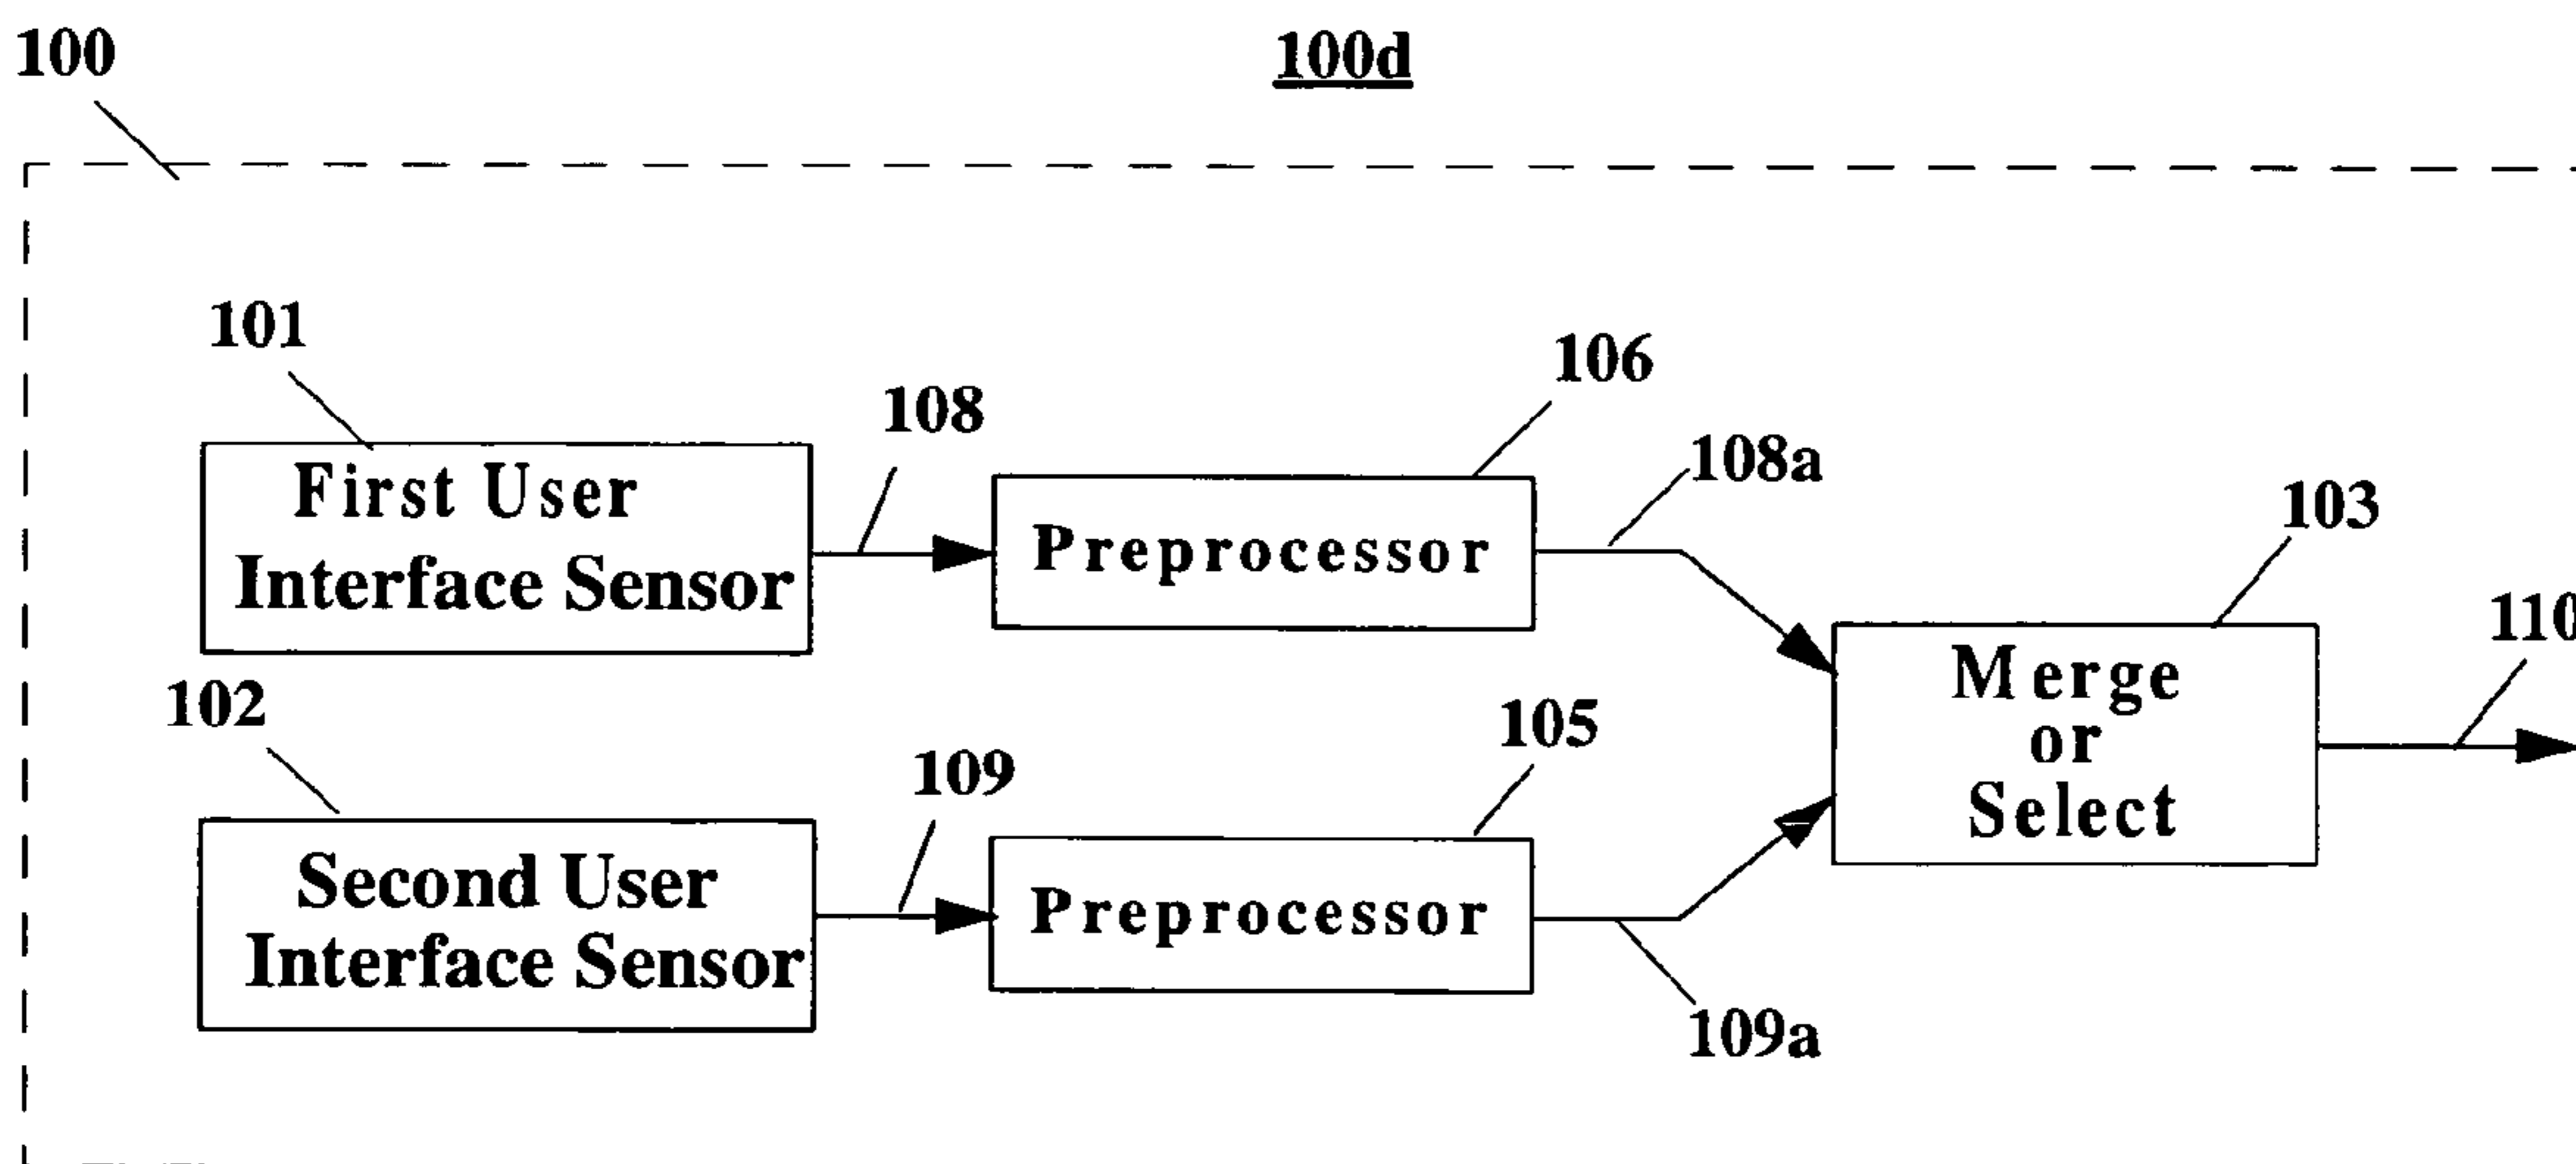 100
100d
101
108
106
108a
103
110
First User
Interface Sensor
Preprocessor
Merge
or
Select
102
109
105
Second User
Interface Sensor
Preprocessor
109a